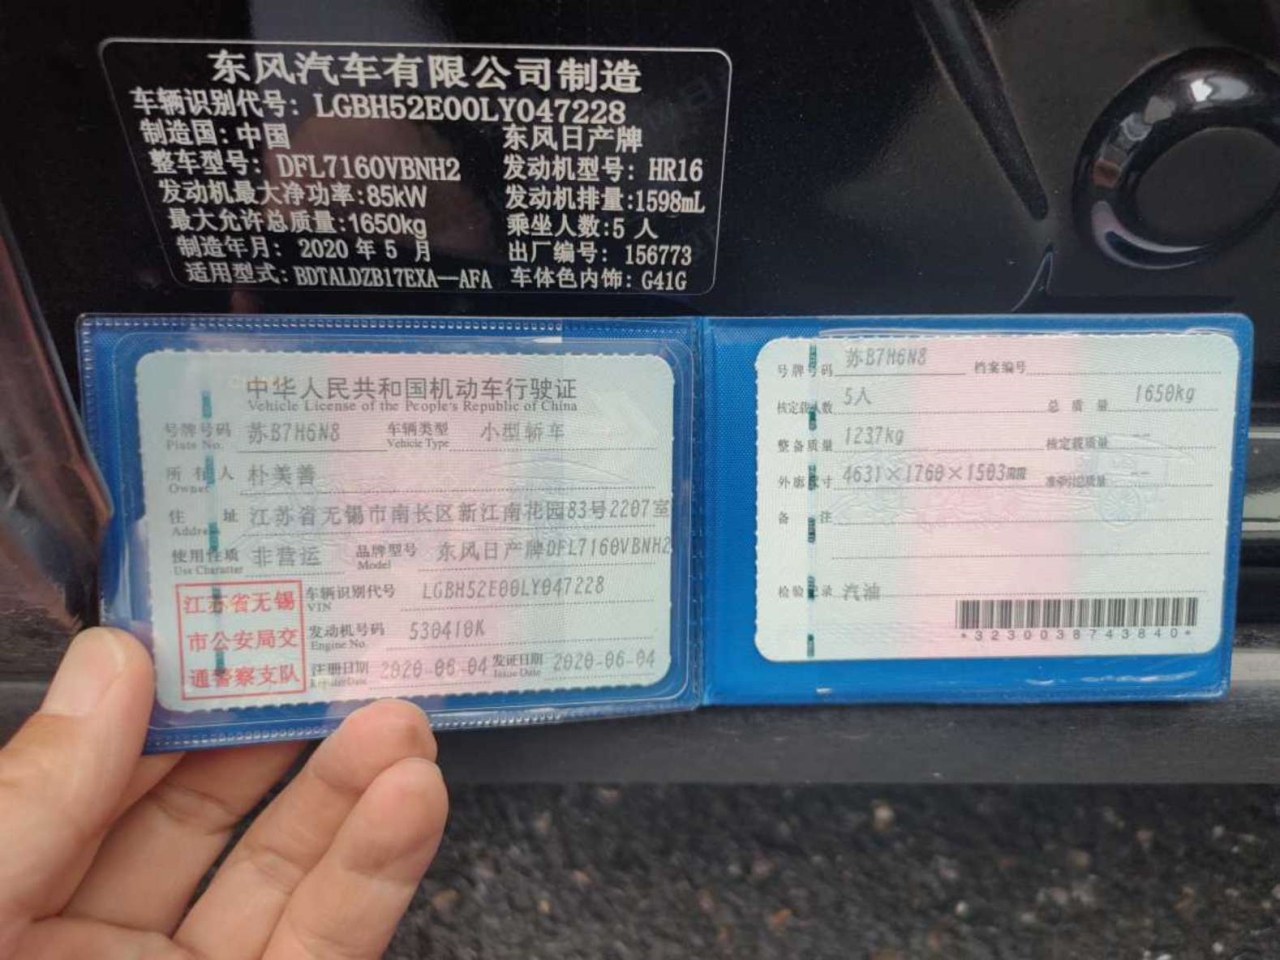 东风汽车有限公司制造
车辆识别代号: LGBH52E00LY047228
制造国: 中国 东风日产牌
整车型号: DFL7160VBNH2 发动机型号: HR16
发动机最大净功率:85kW 发动机排量:1598mL
最大允许总质量:1650kg 乘坐人数:5 人
制造年月: 2020 年 5 月 出厂编号: 156773
适用型式: BDTALDZB17EXA--AFA 车体色内饰: G41G
中华人民共和国机动车行驶证
Vehicle License of the People's Republic of China
号牌号码 苏B7H6N8 车辆类型 小型轿车
Plate No. Vehicle Type
所有人 朴美善
Owner
住址 江苏省无锡市南长区新江南花园83号2207室
Address
使用性质 非营运 品牌型号 东风日产牌DFL7160VBNH2
Use Character Model
车辆识别代号 LGBH52E00LY047228
VIN
发动机号码 530410K
Engine No.
注册日期 2020-06-04 发证日期 2020-06-04
Register Date Issue Date
江苏省无锡
市公安局交
通警察支队
号牌号码 苏B7H6N8 档案编号
核定载人数 5人 总质量 1650kg
整备质量 1237kg 核定载质量 --
外廓尺寸 4631×1760×1503mm 准牵引总质量 --
备注
检验记录 汽油
*3230038743840*